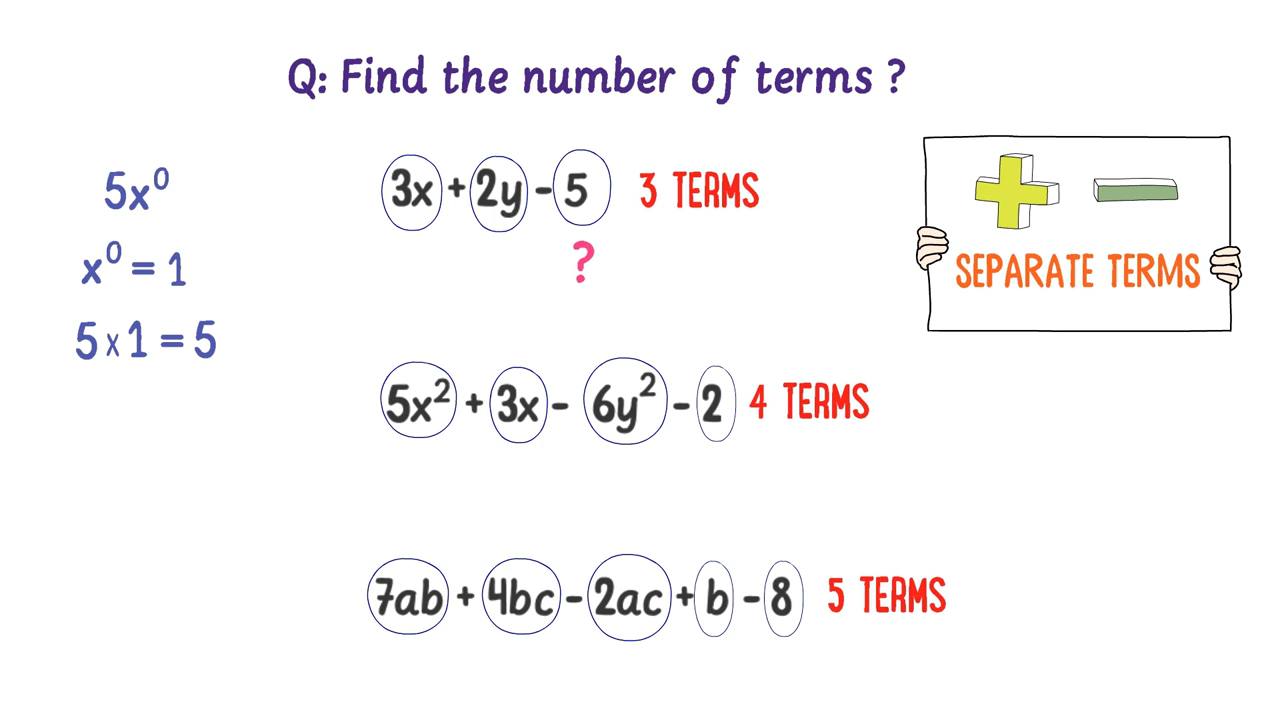 Q: Find the number of terms ?
5x⁰
x⁰ = 1
5 x 1 = 5
3x + 2y - 5 3 TERMS
?
SEPARATE TERMS
5x² + 3x - 6y² - 2 4 TERMS
7ab + 4bc - 2ac + b - 8 5 TERMS